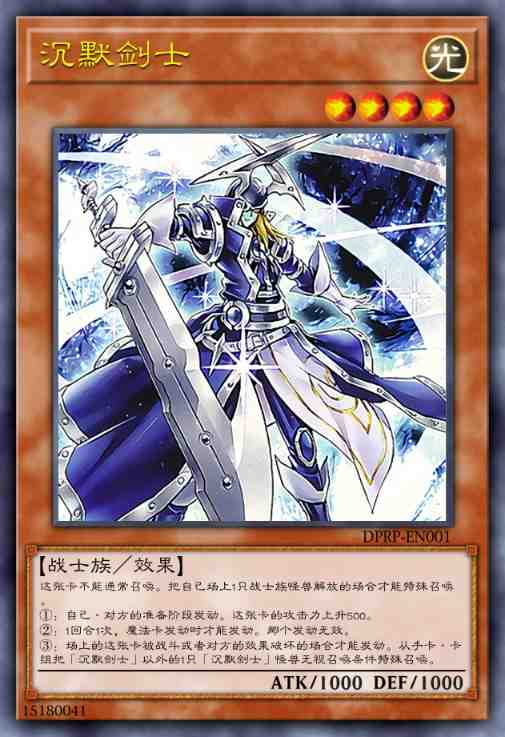 沉默剑士
光
DPRP-EN001
【战士族／效果】
这张卡不能通常召唤。把自己场上1只战士族怪兽解放的场合才能特殊召唤
。
①：自己·对方的准备阶段发动。这张卡的攻击力上升500。
②：1回合1次，魔法卡发动时才能发动。那个发动无效。
③：场上的这张卡被战斗或者对方的效果破坏的场合才能发动。从手卡·卡
组把「沉默剑士」以外的1只「沉默剑士」怪兽无视召唤条件特殊召唤。
ATK/1000 DEF/1000
15180041